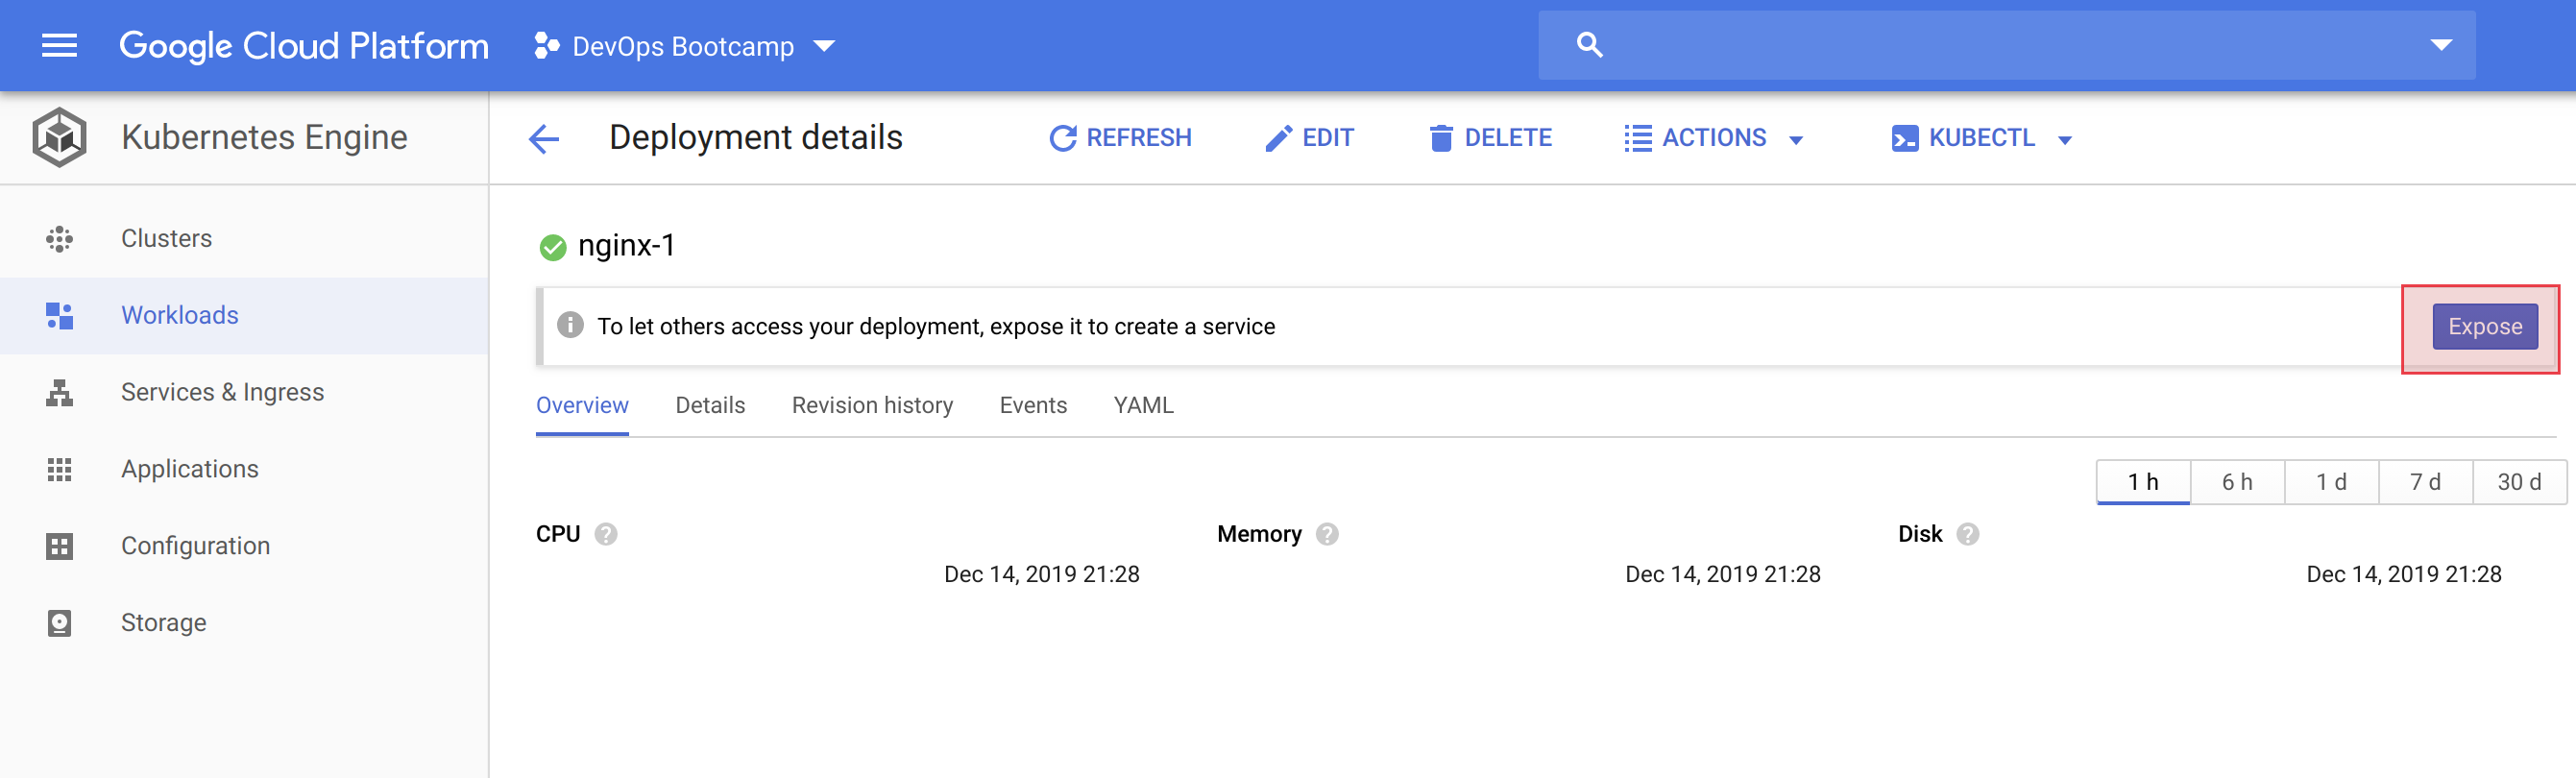 Google Cloud Platform DevOps Bootcamp
Kubernetes Engine
Deployment details REFRESH EDIT DELETE ACTIONS KUBECTL
Clusters
Workloads
Services & Ingress
Applications
Configuration
Storage
nginx-1
To let others access your deployment, expose it to create a service Expose
Overview Details Revision history Events YAML
1 h 6 h 1 d 7 d 30 d
CPU ? Memory ? Disk ?
Dec 14, 2019 21:28 Dec 14, 2019 21:28 Dec 14, 2019 21:28